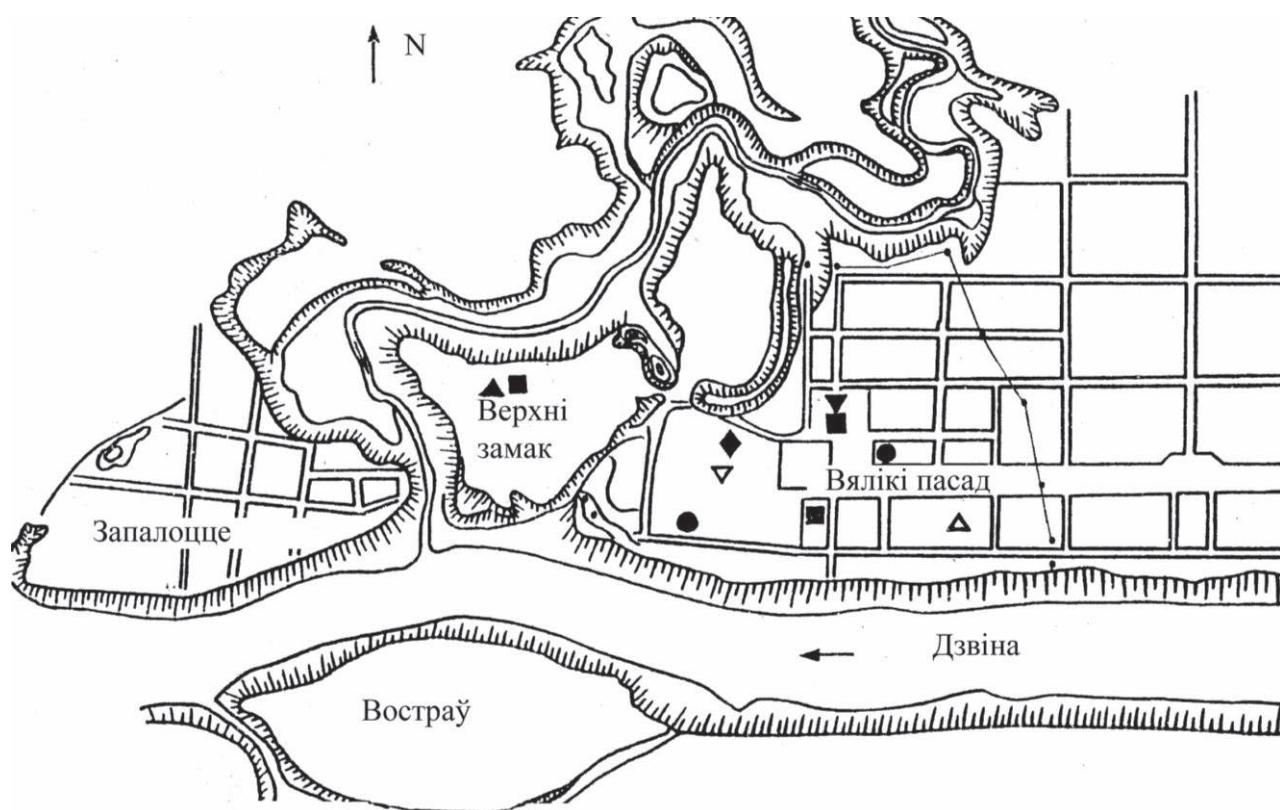 N
Верхні
замак
Вялікі пасад
Запалоцце
Дзвіна
Востраў